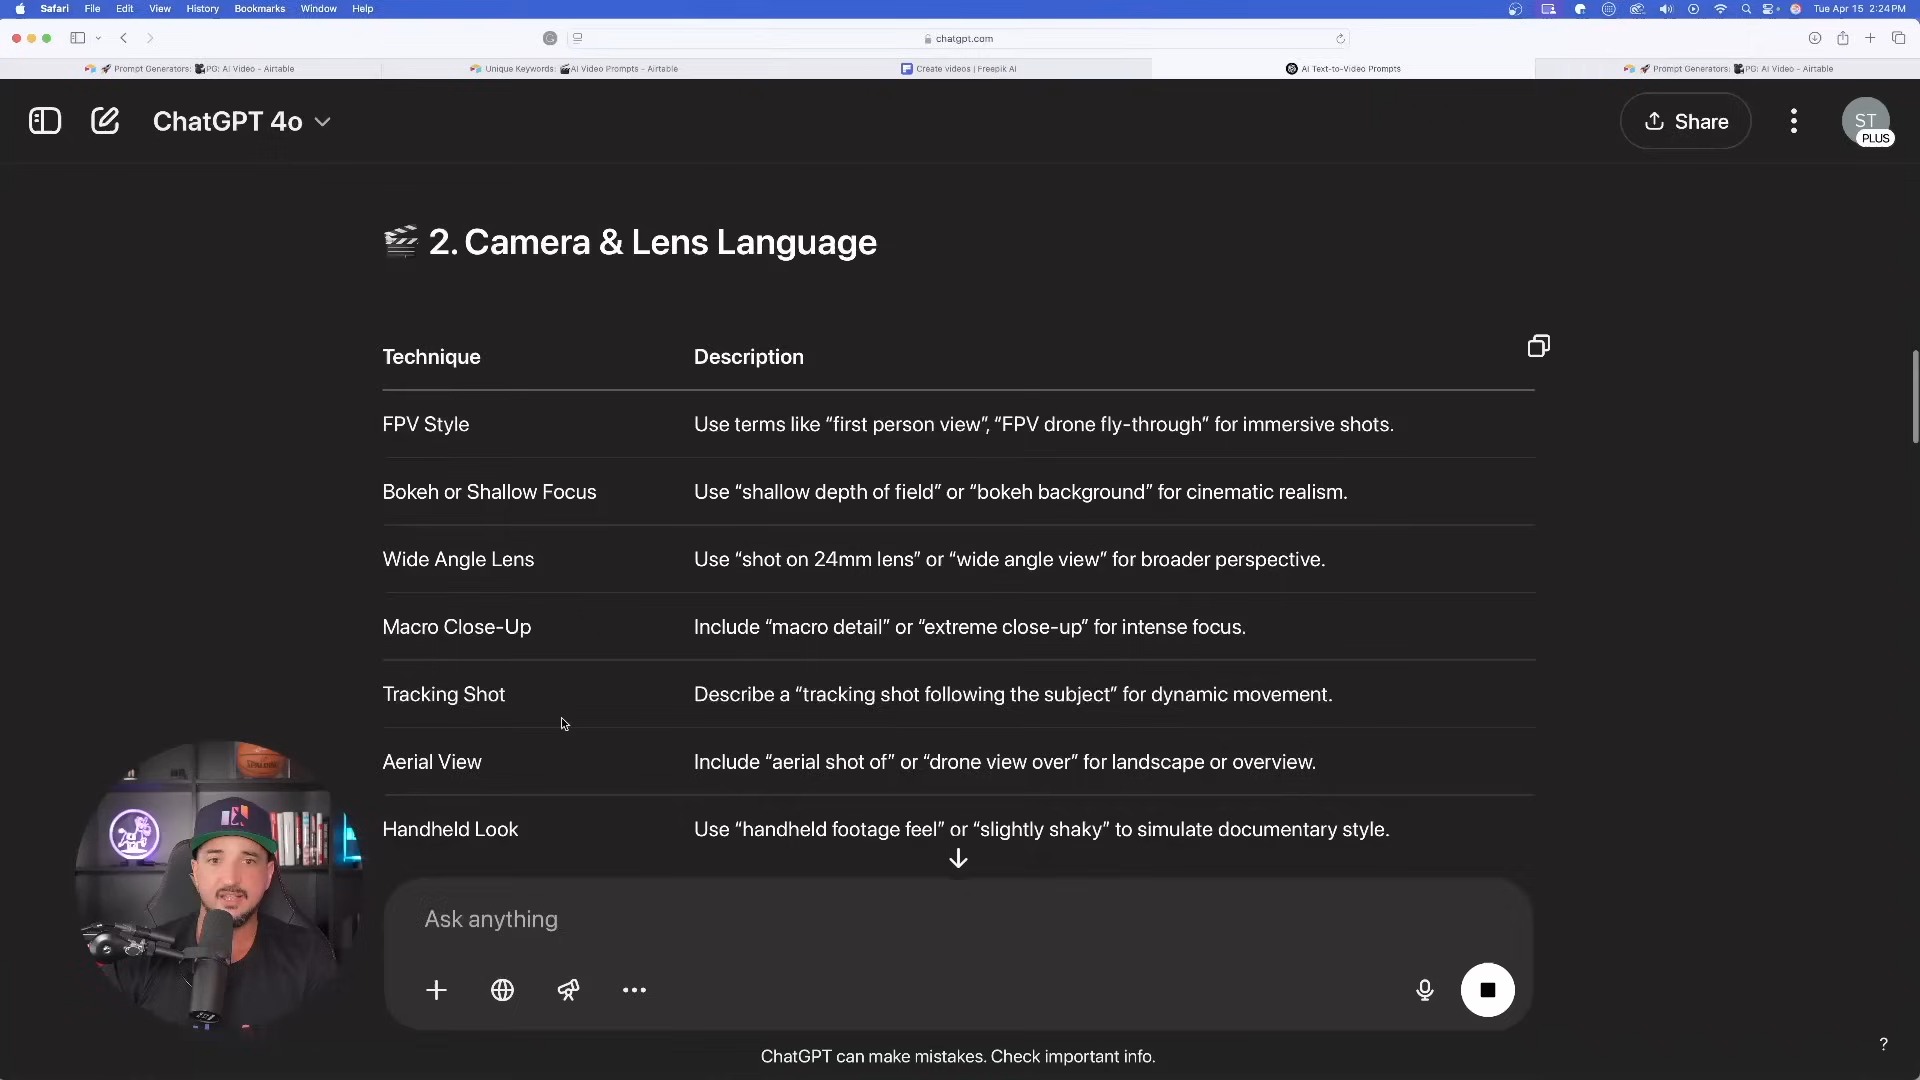 Safari File Edit View History Bookmarks Window Help
Tue Apr 15 2:24 PM
chatgpt.com
Prompt Generators: PG: AI Video - Airtable
Unique Keywords: AI Video Prompts - Airtable
Create videos | Freepik AI
AI Text-to-Video Prompts
Prompt Generators: PG: AI Video - Airtable
ChatGPT 4o
Share
ST
PLUS
2. Camera & Lens Language
Technique Description
FPV Style Use terms like “first person view”, “FPV drone fly-through” for immersive shots.
Bokeh or Shallow Focus Use “shallow depth of field” or “bokeh background” for cinematic realism.
Wide Angle Lens Use “shot on 24mm lens” or “wide angle view” for broader perspective.
Macro Close-Up Include “macro detail” or “extreme close-up” for intense focus.
Tracking Shot Describe a “tracking shot following the subject” for dynamic movement.
Aerial View Include “aerial shot of” or “drone view over” for landscape or overview.
Handheld Look Use “handheld footage feel” or “slightly shaky” to simulate documentary style.
Ask anything
ChatGPT can make mistakes. Check important info.
?